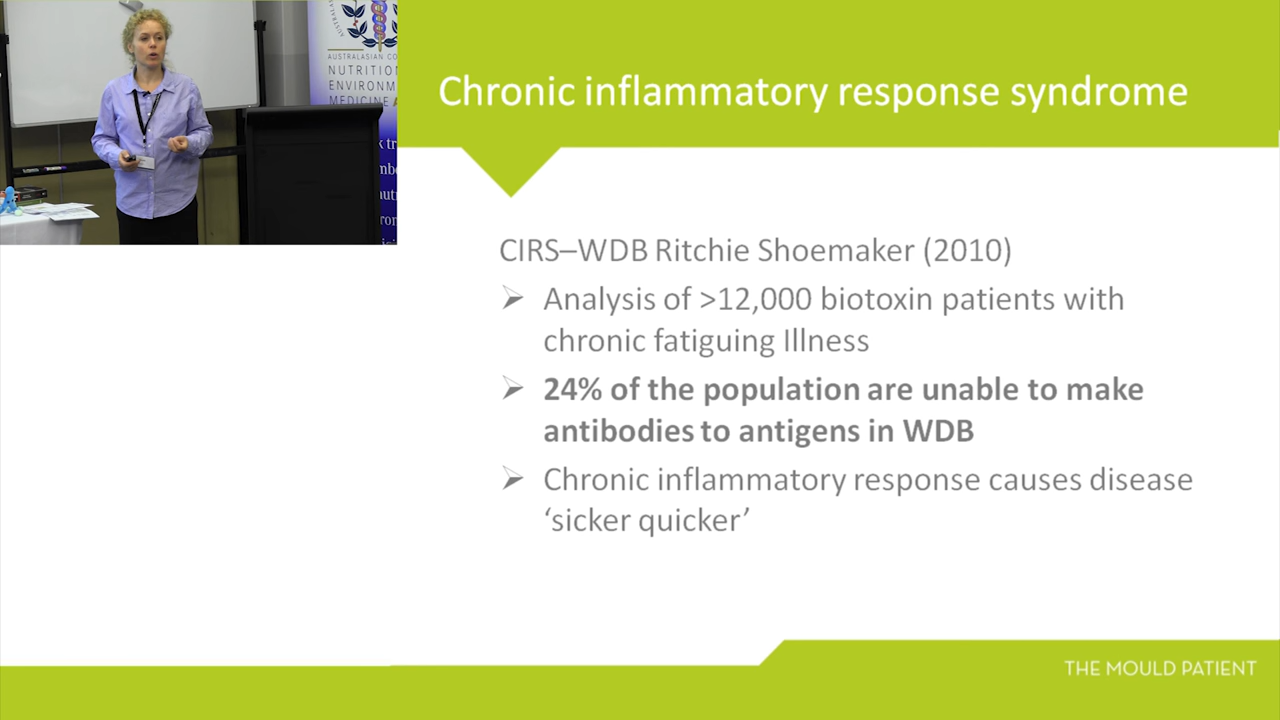 AUSTRALASIAN CO
NUTRITION
ENVIRONM
MEDICINE
Chronic inflammatory response syndrome
CIRS–WDB Ritchie Shoemaker (2010)
➢ Analysis of >12,000 biotoxin patients with
chronic fatiguing Illness
➢ 24% of the population are unable to make
antibodies to antigens in WDB
➢ Chronic inflammatory response causes disease
‘sicker quicker’
THE MOULD PATIENT